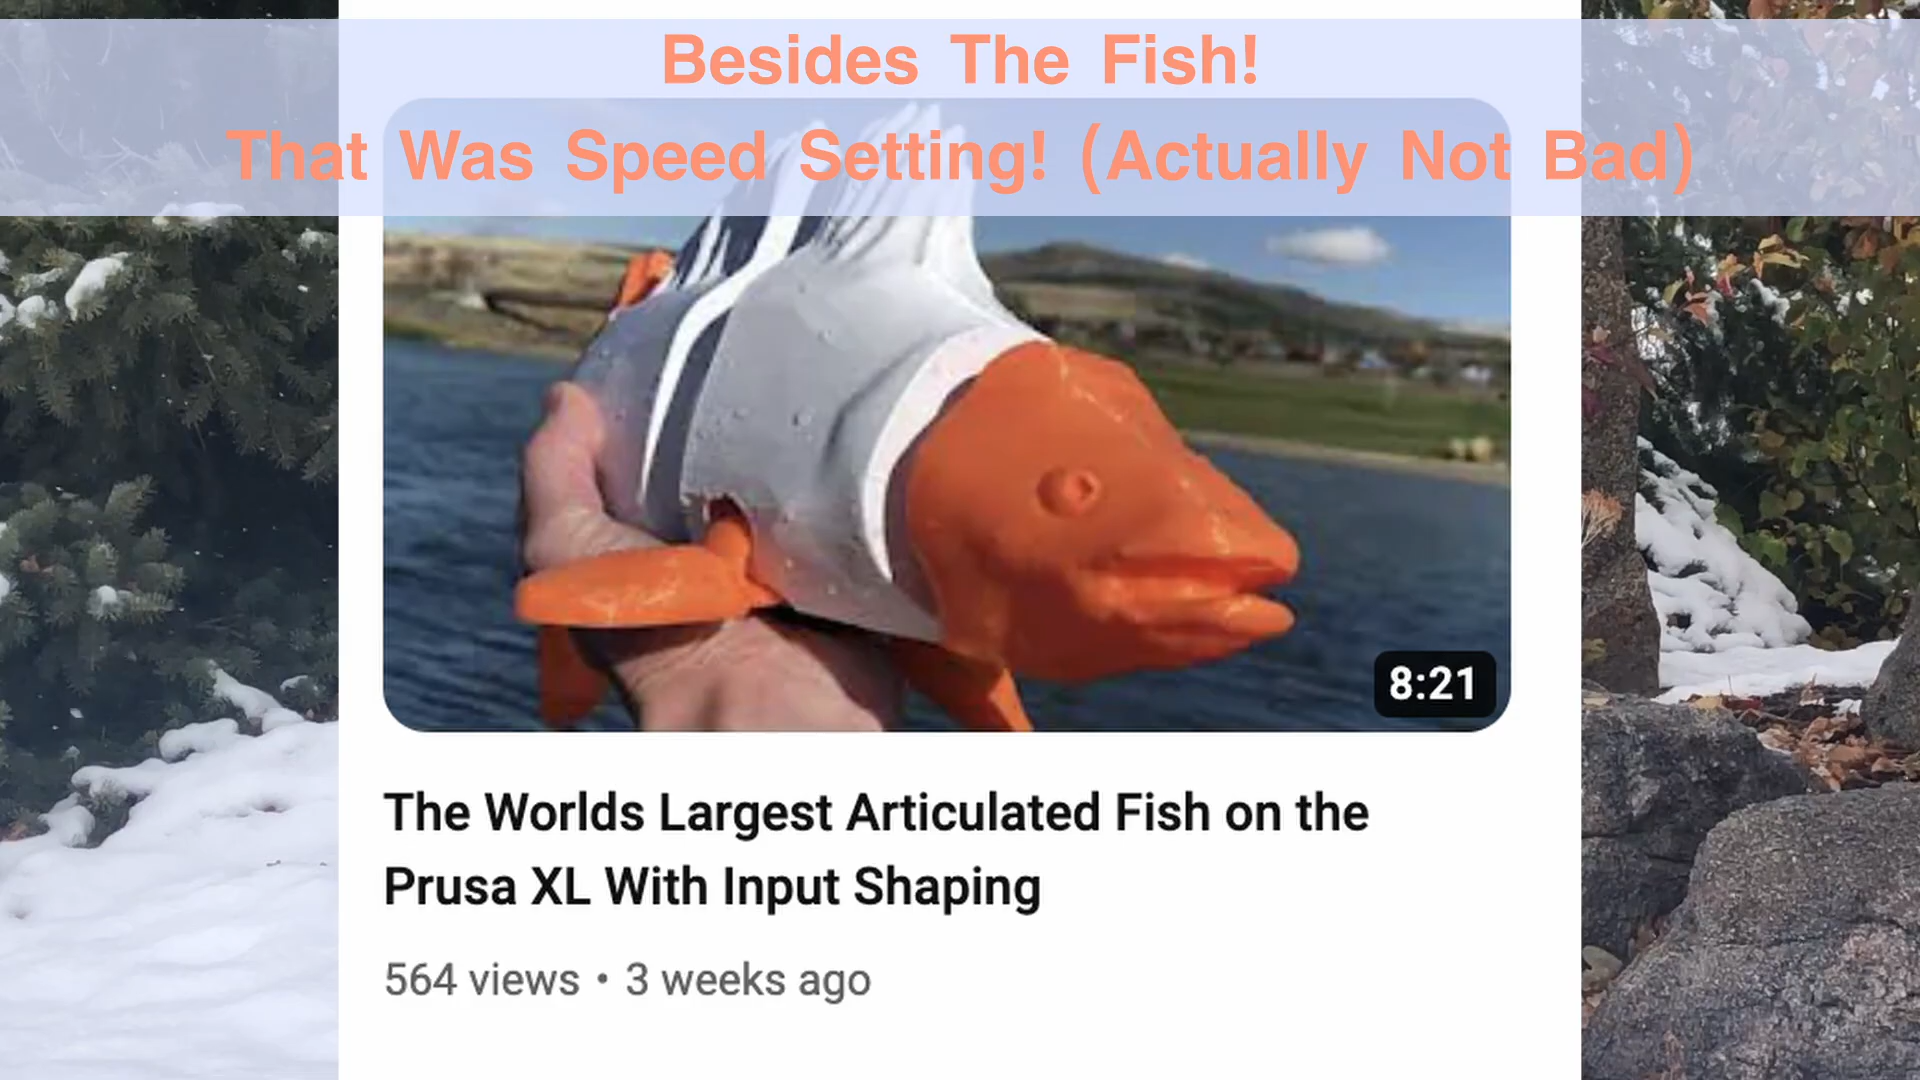 Besides The Fish!
That Was Speed Setting! (Actually Not Bad)
8:21
The Worlds Largest Articulated Fish on the
Prusa XL With Input Shaping
564 views • 3 weeks ago